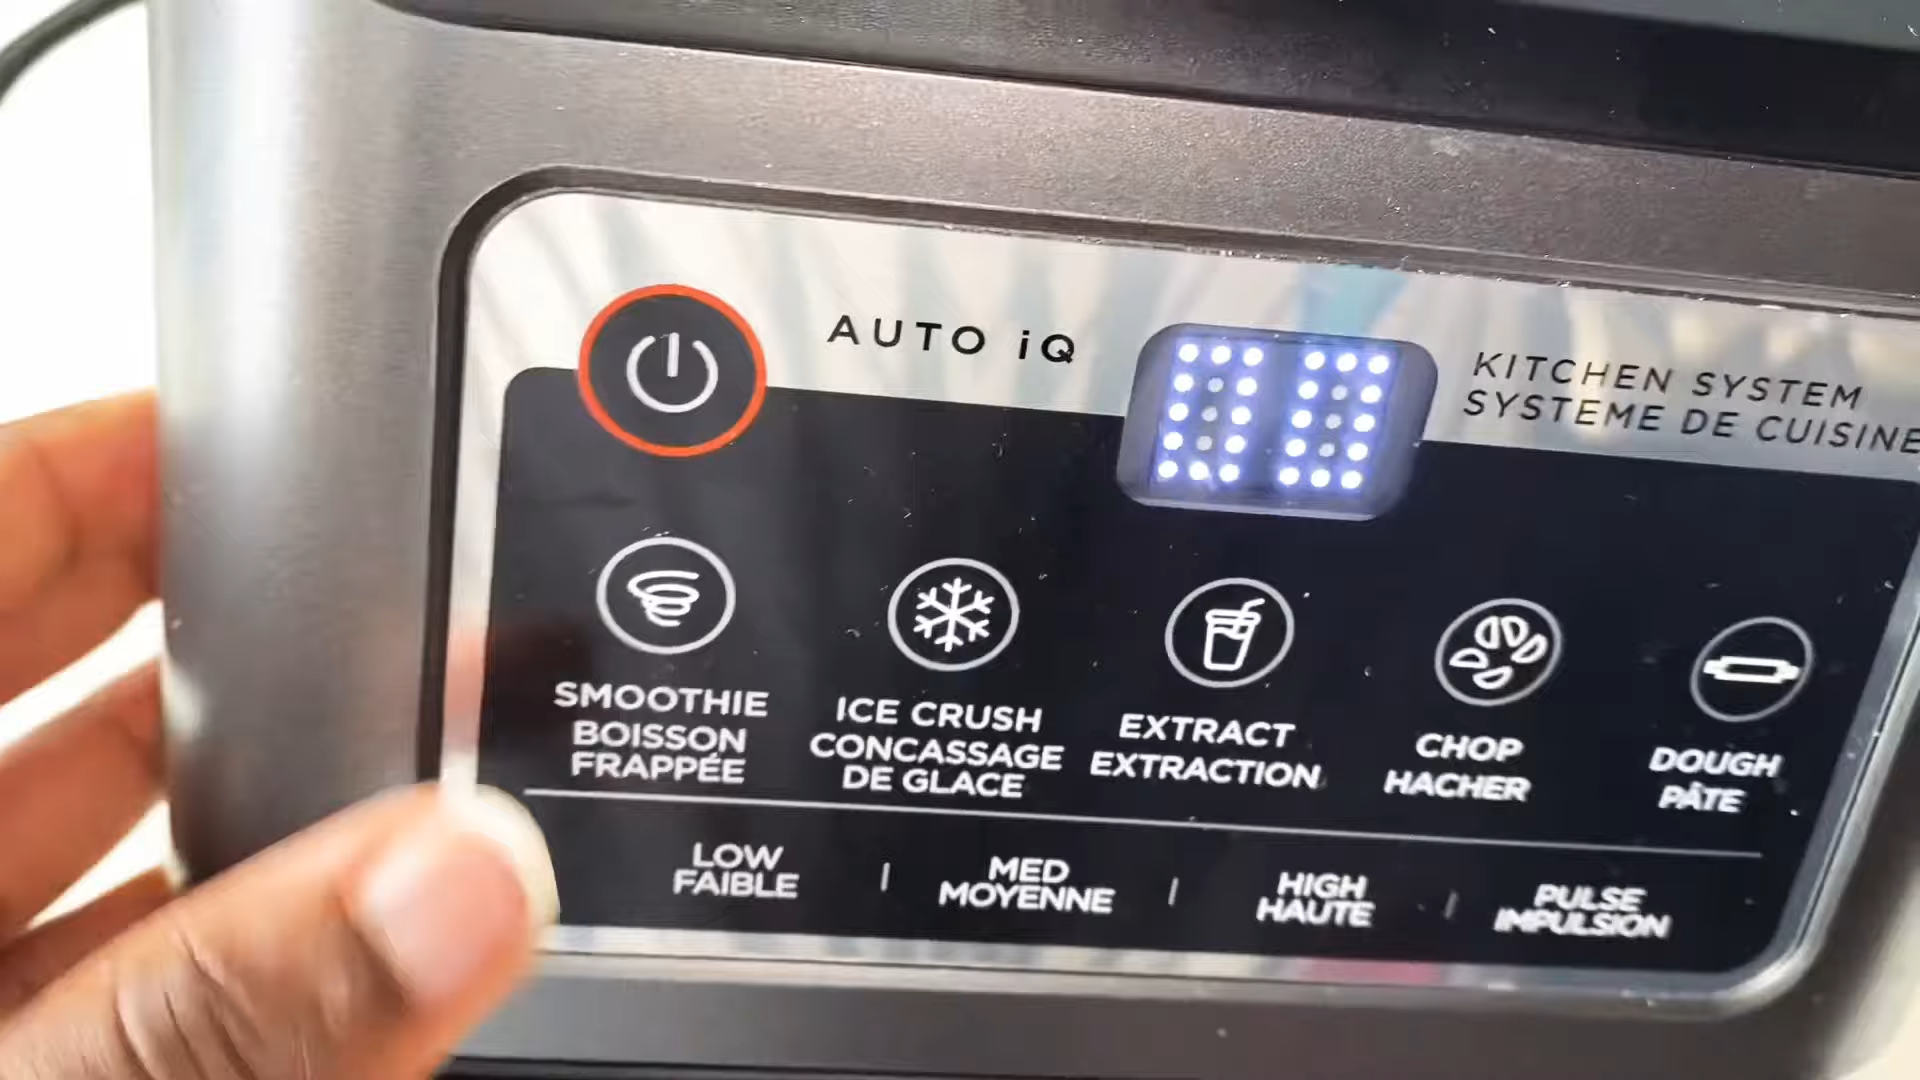 AUTO iQ
00
KITCHEN SYSTEM
SYSTEME DE CUISINE
SMOOTHIE
BOISSON
FRAPPÉE
ICE CRUSH
CONCASSAGE
DE GLACE
EXTRACT
EXTRACTION
CHOP
HACHER
DOUGH
PÂTE
LOW
FAIBLE
MED
MOYENNE
HIGH
HAUTE
PULSE
IMPULSION